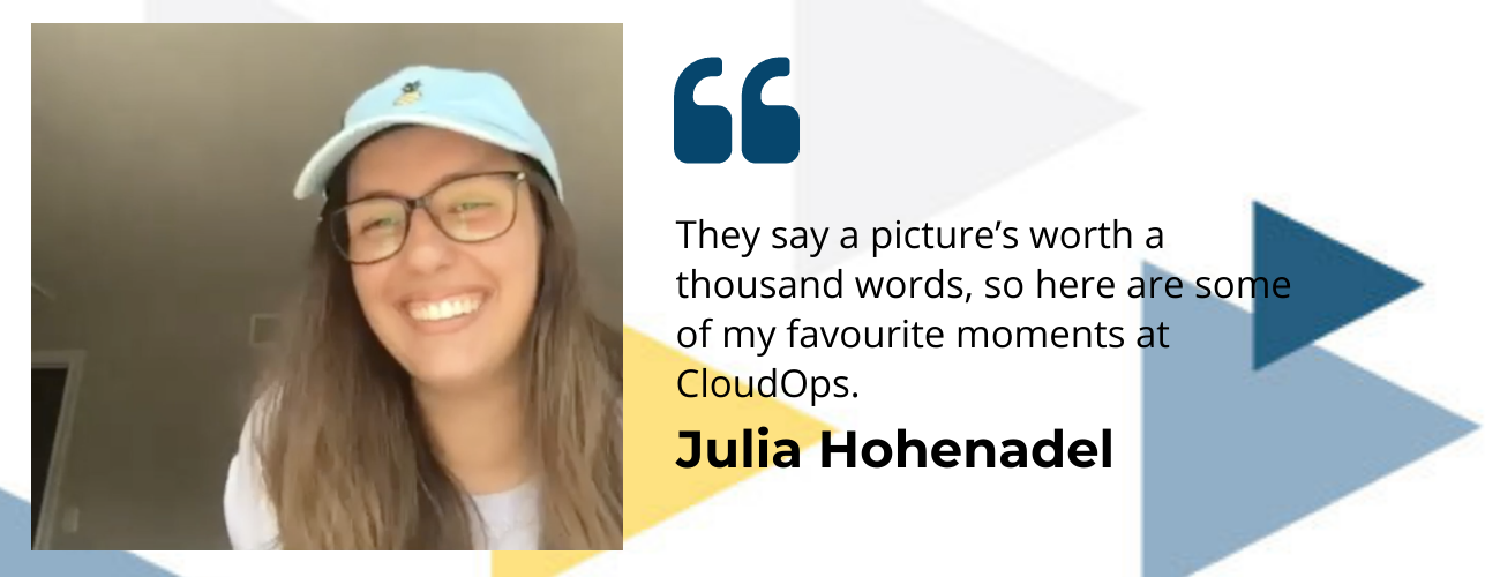 They say a picture’s worth a
thousand words, so here are some
of my favourite moments at
CloudOps.
Julia Hohenadel